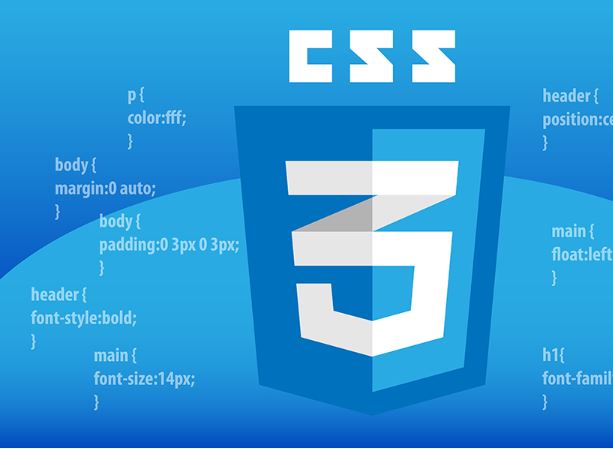 CSS
3
p {
color:fff;
}
body {
margin:0 auto;
}
body {
padding:0 3px 0 3px;
}
header {
font-style:bold;
}
main {
font-size:14px;
}
header {
position:ce
}
main {
float:left
}
h1{
font-famil
}